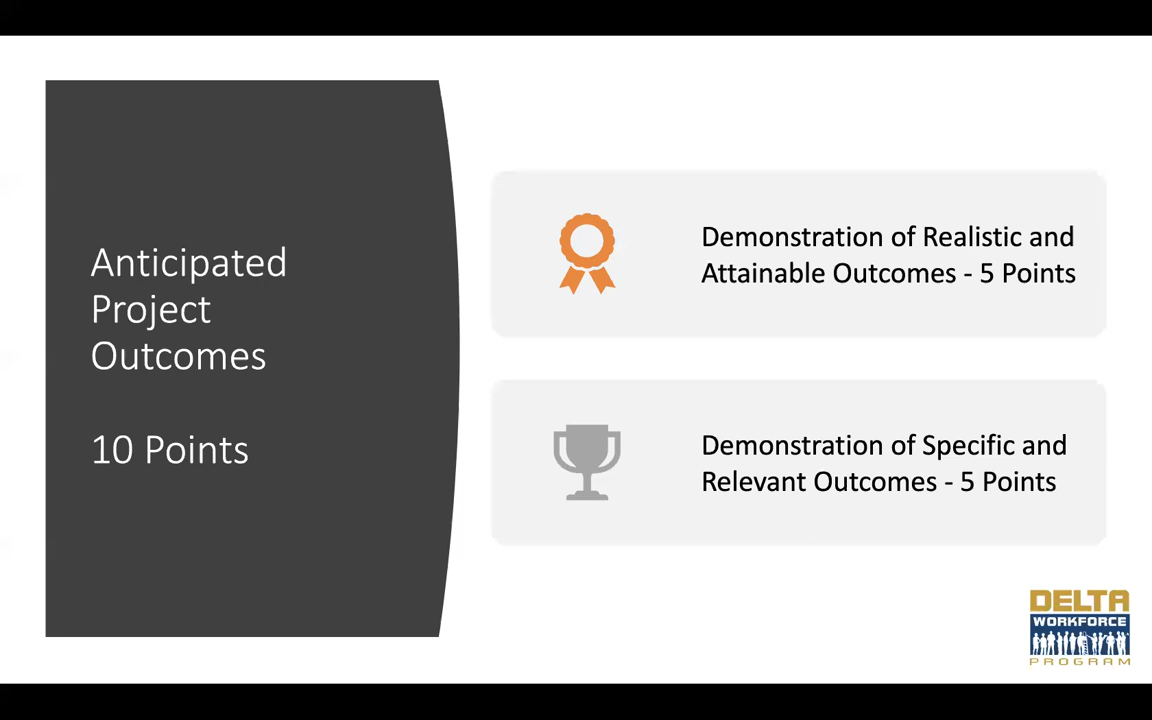 Anticipated
Project
Outcomes
10 Points
Demonstration of Realistic and
Attainable Outcomes - 5 Points
Demonstration of Specific and
Relevant Outcomes - 5 Points
DELTA
WORKFORCE
PROGRAM